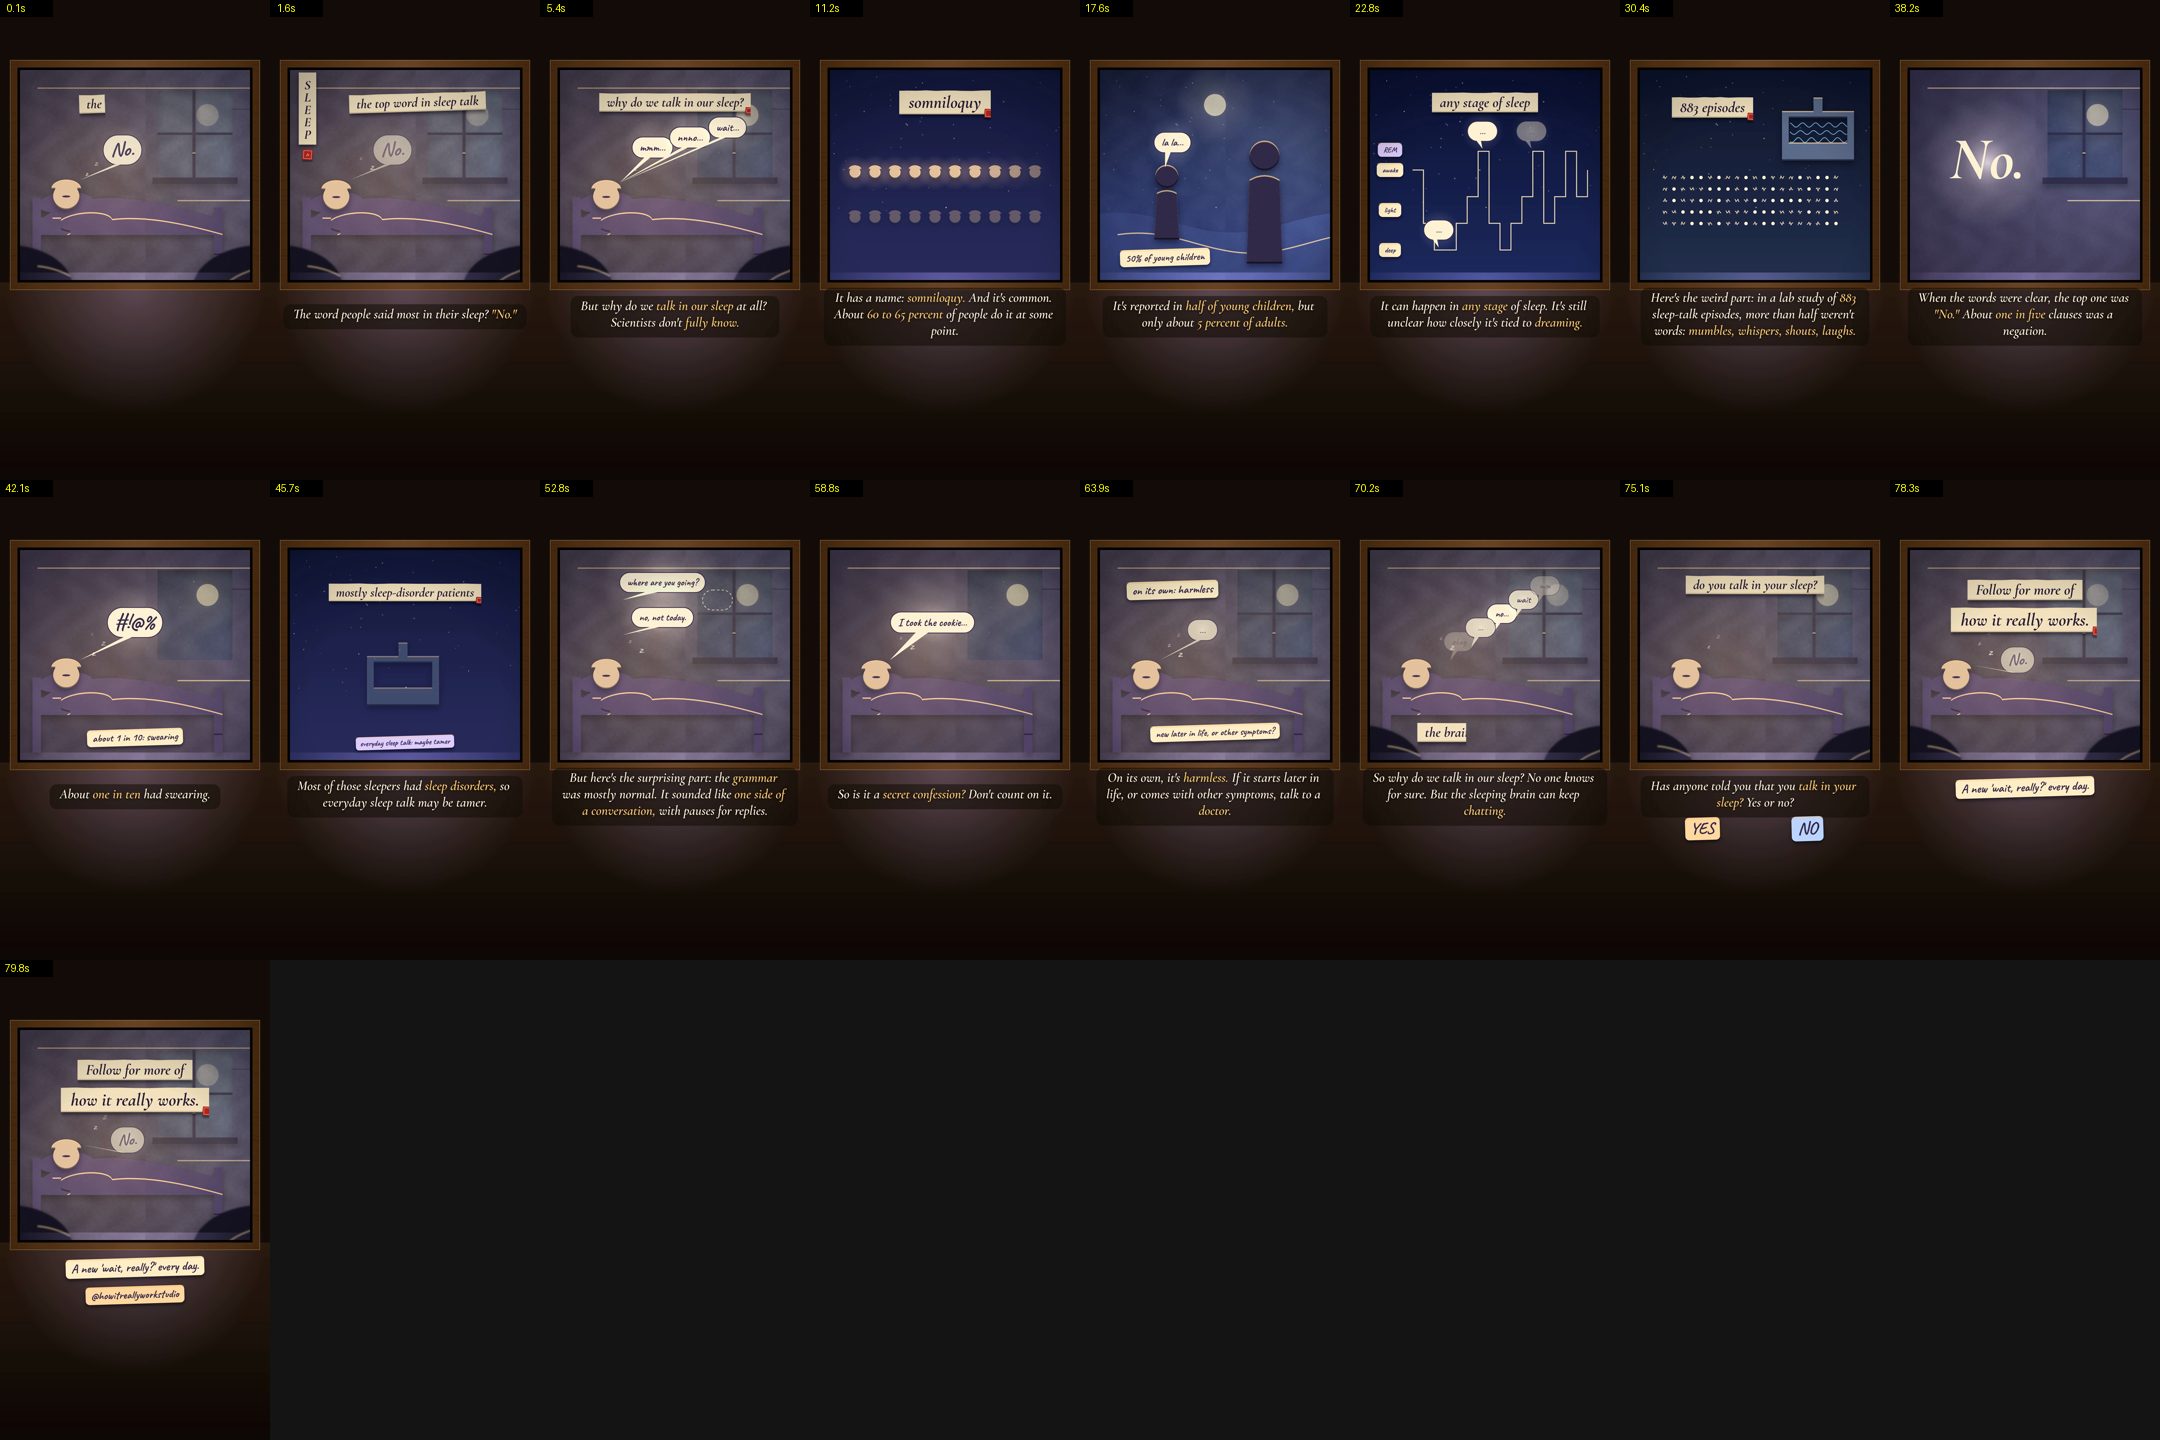 0.1s
the
No.
1.6s
SLEEP
the top word in sleep talk
No.
The word people said most in their sleep? "No."
5.4s
why do we talk in our sleep?
mmm...
nnno...
wait...
But why do we talk in our sleep at all?
Scientists don't fully know.
11.2s
somniloquy
It has a name: somniloquy. And it's common.
About 60 to 65 percent of people do it at some
point.
17.6s
la la...
50% of young children
It's reported in half of young children, but
only about 5 percent of adults.
22.8s
any stage of sleep
...
...
REM
awake
light
deep
It can happen in any stage of sleep. It's still
unclear how closely it's tied to dreaming.
30.4s
883 episodes
Here's the weird part: in a lab study of 883
sleep-talk episodes, more than half weren't
words: mumbles, whispers, shouts, laughs.
38.2s
No.
When the words were clear, the top one was
"No." About one in five clauses was a
negation.
42.1s
#!@%
about 1 in 10: swearing
About one in ten had swearing.
45.7s
mostly sleep-disorder patients
everyday sleep talk: maybe tamer
Most of those sleepers had sleep disorders, so
everyday sleep talk may be tamer.
52.8s
where are you going?
no, not today.
z
But here's the surprising part: the grammar
was mostly normal. It sounded like one side of
a conversation, with pauses for replies.
58.8s
I took the cookie...
z
So is it a secret confession? Don't count on it.
63.9s
on its own: harmless
...
z
new later in life, or other symptoms?
On its own, it's harmless. If it starts later in
life, or comes with other symptoms, talk to a
doctor.
70.2s
wait
no...
...
the brai
So why do we talk in our sleep? No one knows
for sure. But the sleeping brain can keep
chatting.
75.1s
do you talk in your sleep?
Has anyone told you that you talk in your
sleep? Yes or no?
YES
NO
78.3s
Follow for more of
how it really works.
z
No.
A new 'wait, really?' every day.
79.8s
Follow for more of
how it really works.
z
No.
A new 'wait, really?' every day.
@howitreallyworkstudio